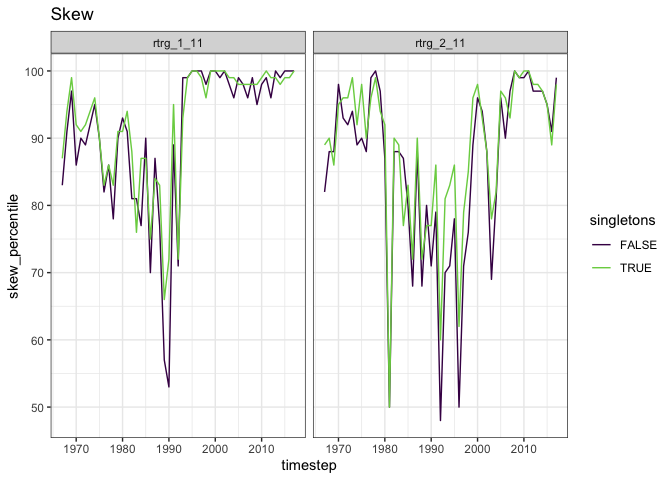 Skew
rtrg_1_11
rtrg_2_11
skew_percentile
100
90
80
70
60
50
1970
1980
1990
2000
2010
1970
1980
1990
2000
2010
timestep
singletons
FALSE
TRUE